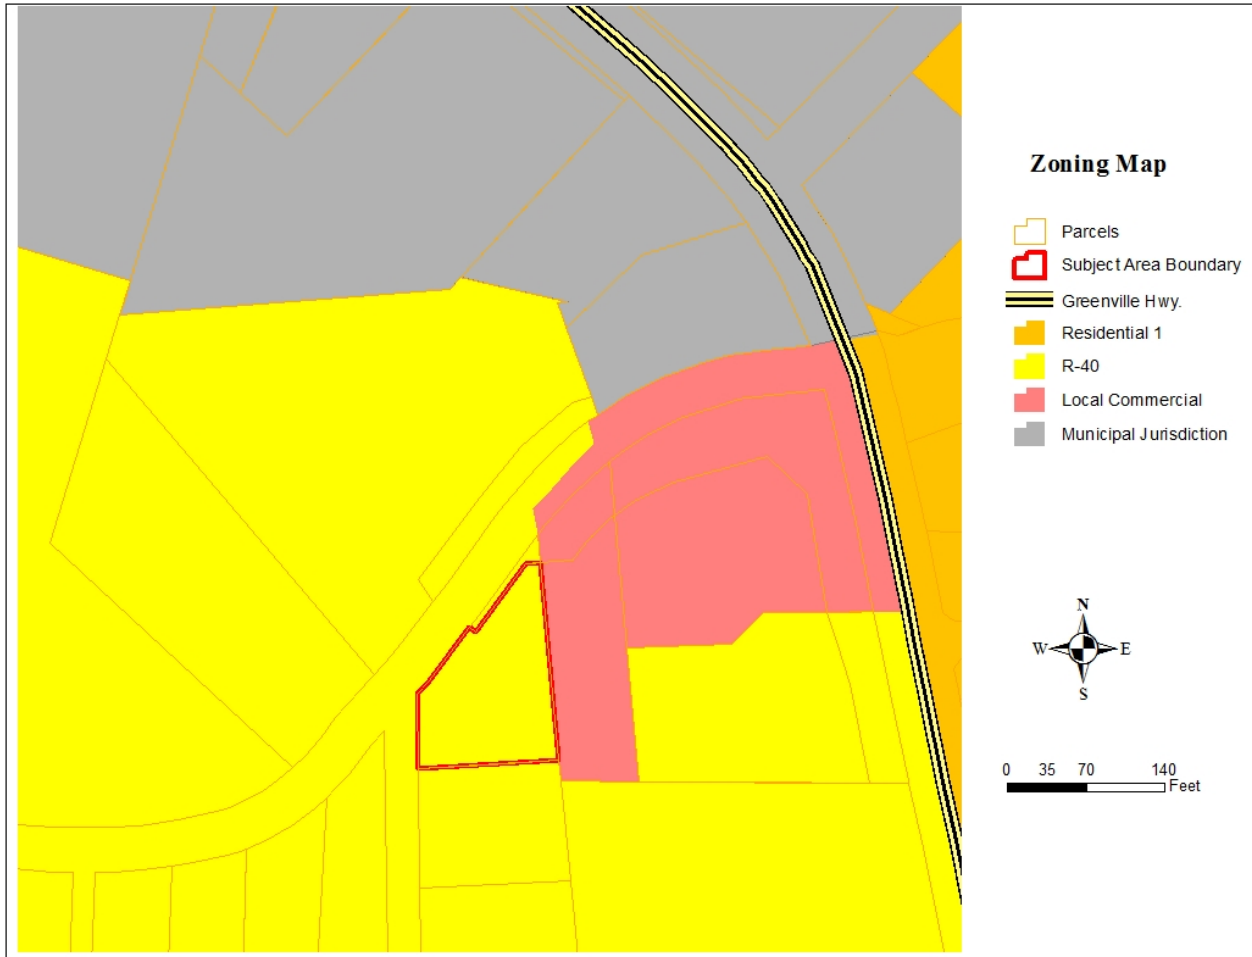 Zoning Map
Parcels
Subject Area Boundary
Greenville Hwy.
Residential 1
R-40
Local Commercial
Municipal Jurisdiction
N
W E
S
0 35 70 140
Feet